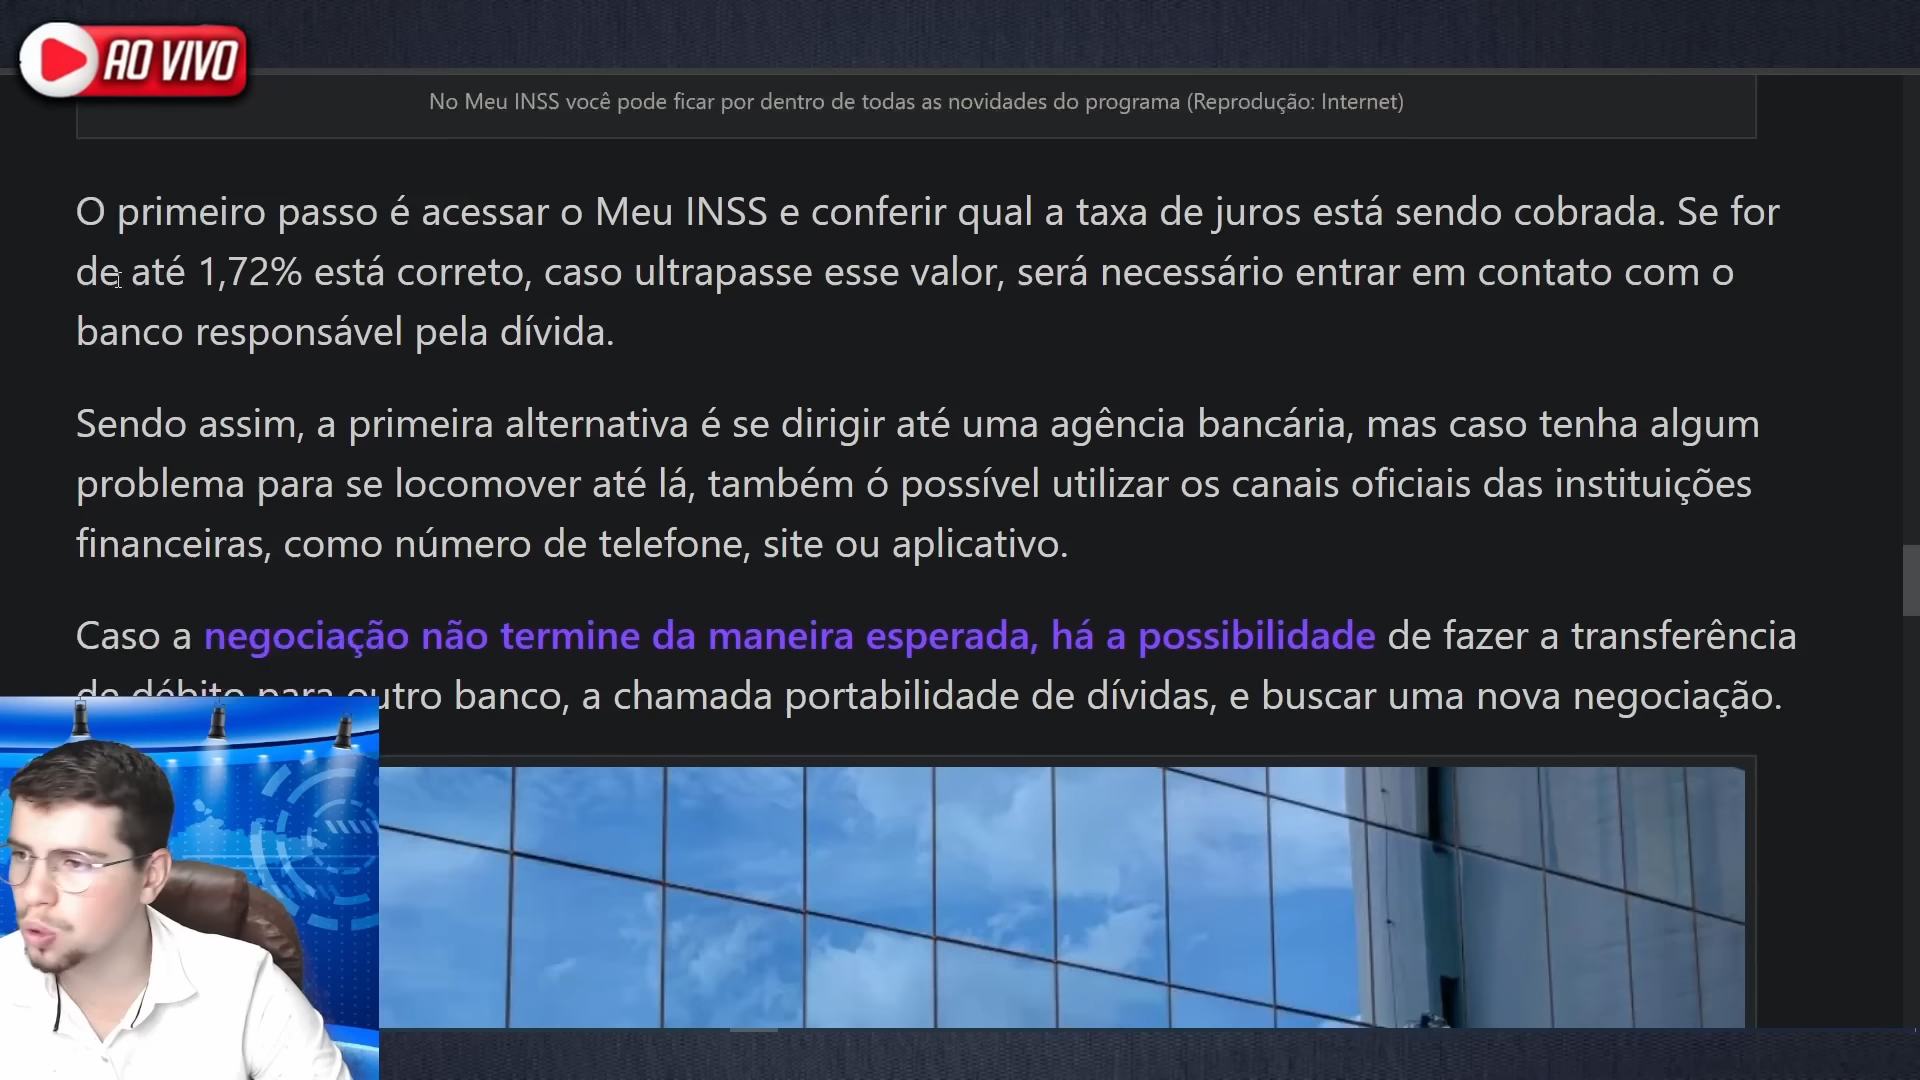 AO VIVO
No Meu INSS você pode ficar por dentro de todas as novidades do programa (Reprodução: Internet)
O primeiro passo é acessar o Meu INSS e conferir qual a taxa de juros está sendo cobrada. Se for
de até 1,72% está correto, caso ultrapasse esse valor, será necessário entrar em contato com o
banco responsável pela dívida.
Sendo assim, a primeira alternativa é se dirigir até uma agência bancária, mas caso tenha algum
problema para se locomover até lá, também ó possível utilizar os canais oficiais das instituições
financeiras, como número de telefone, site ou aplicativo.
Caso a negociação não termine da maneira esperada, há a possibilidade de fazer a transferência
de débito para outro banco, a chamada portabilidade de dívidas, e buscar uma nova negociação.